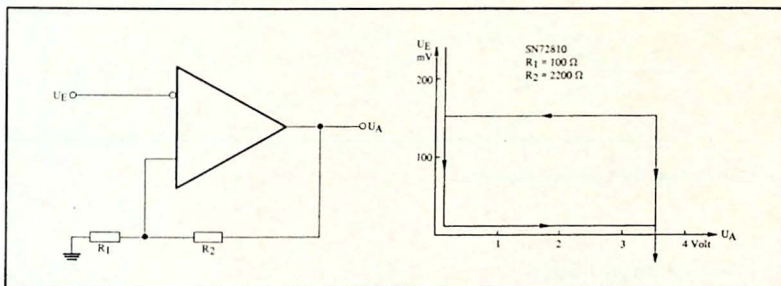 U_E
U_A
R_1
R_2
U_E
mV
200
100
SN72810
R_1 = 100 Ω
R_2 = 2200 Ω
1
2
3
4 Volt
U_A